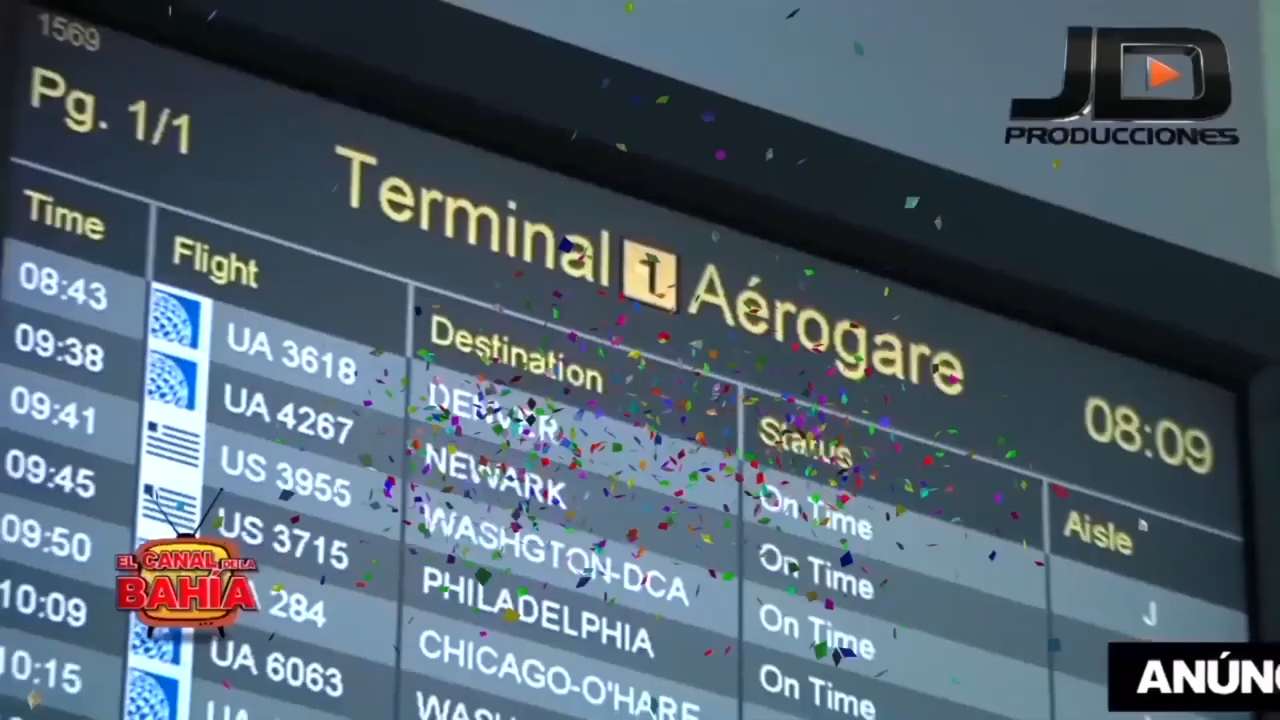 1569
JD
PRODUCCIONES
Pg. 1/1
Terminal 1 Aérogare
08:09
Time Flight Destination Status Aisle
08:43 UA 3618 DENVER On Time J
09:38 UA 4267 NEWARK On Time
09:41 US 3955 WASHGTON-DCA On Time
09:45 US 3715 PHILADELPHIA On Time
09:50 284 CHICAGO-O'HARE
10:09 UA 6063
10:15
EL CANAL DE LA
BAHÍA
ANÚN